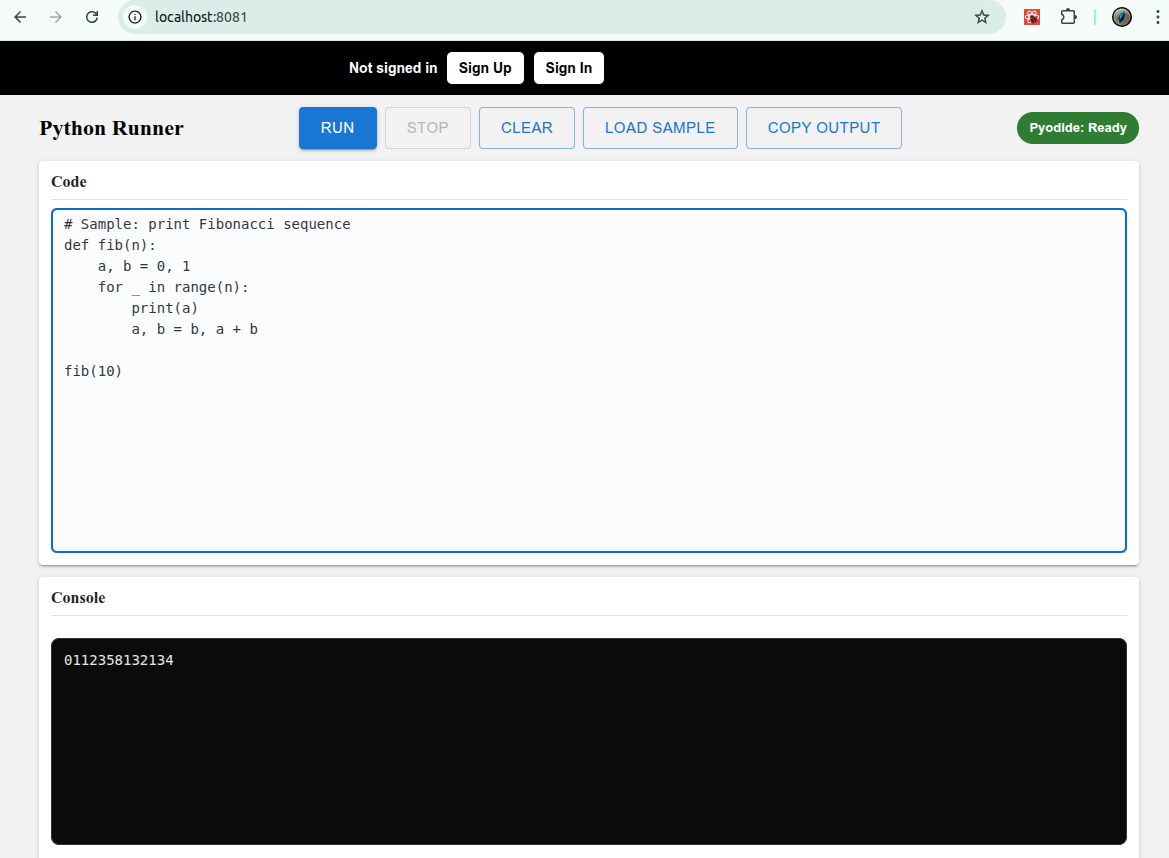 localhost:8081
Not signed in Sign Up Sign In
Python Runner RUN STOP CLEAR LOAD SAMPLE COPY OUTPUT Pyodide: Ready
Code
# Sample: print Fibonacci sequence
def fib(n):
    a, b = 0, 1
    for _ in range(n):
        print(a)
        a, b = b, a + b

fib(10)
Console
0112358132134